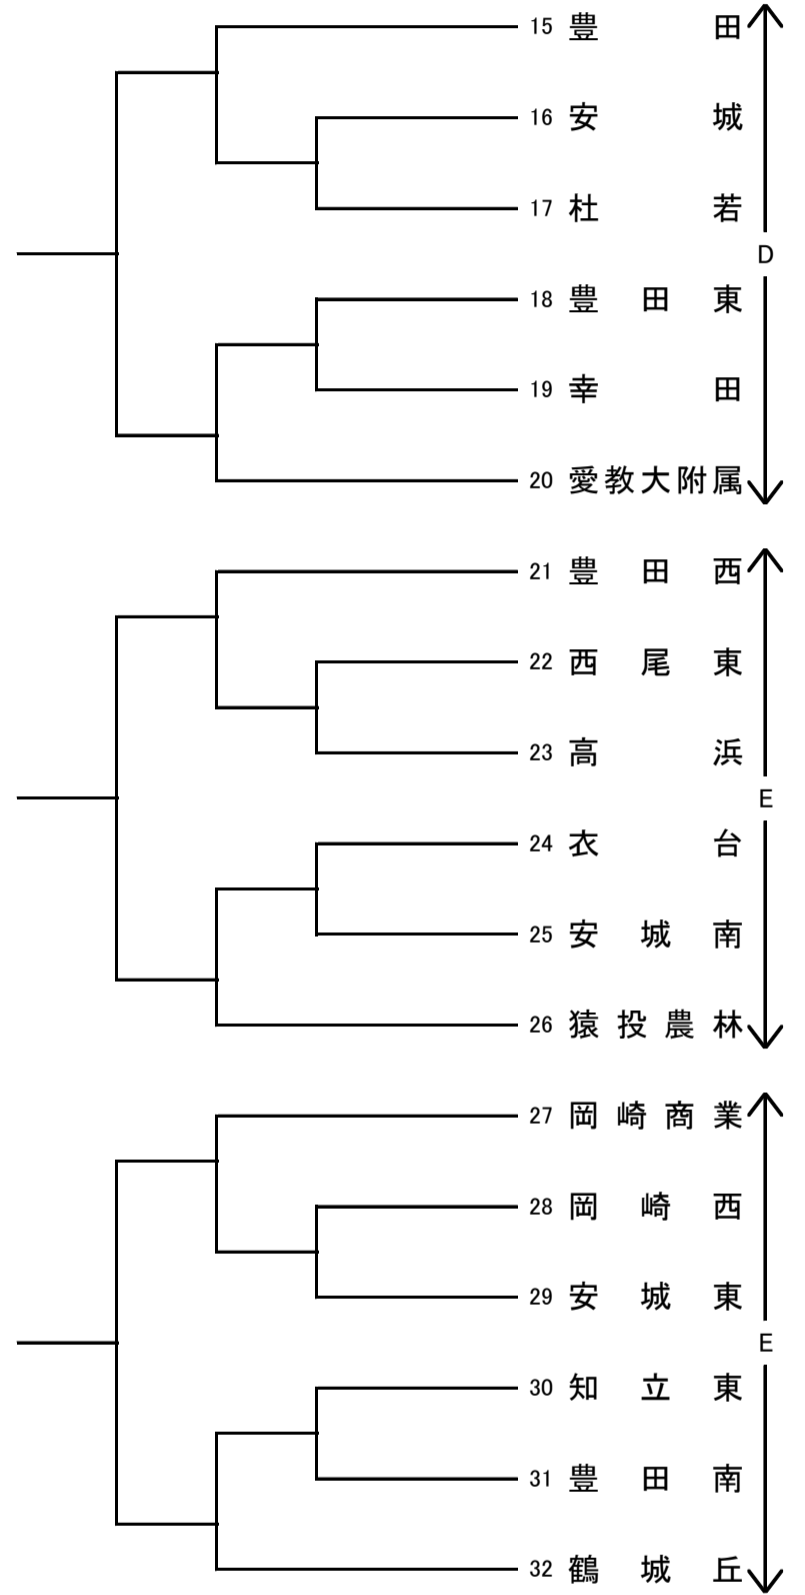 15 豊田
16 安城
17 杜若
D
18 豊田東
19 幸田
20 愛教大附属
21 豊田西
22 西尾東
23 高浜
E
24 衣台
25 安城南
26 猿投農林
27 岡崎商業
28 岡崎西
29 安城東
E
30 知立東
31 豊田南
32 鶴城丘